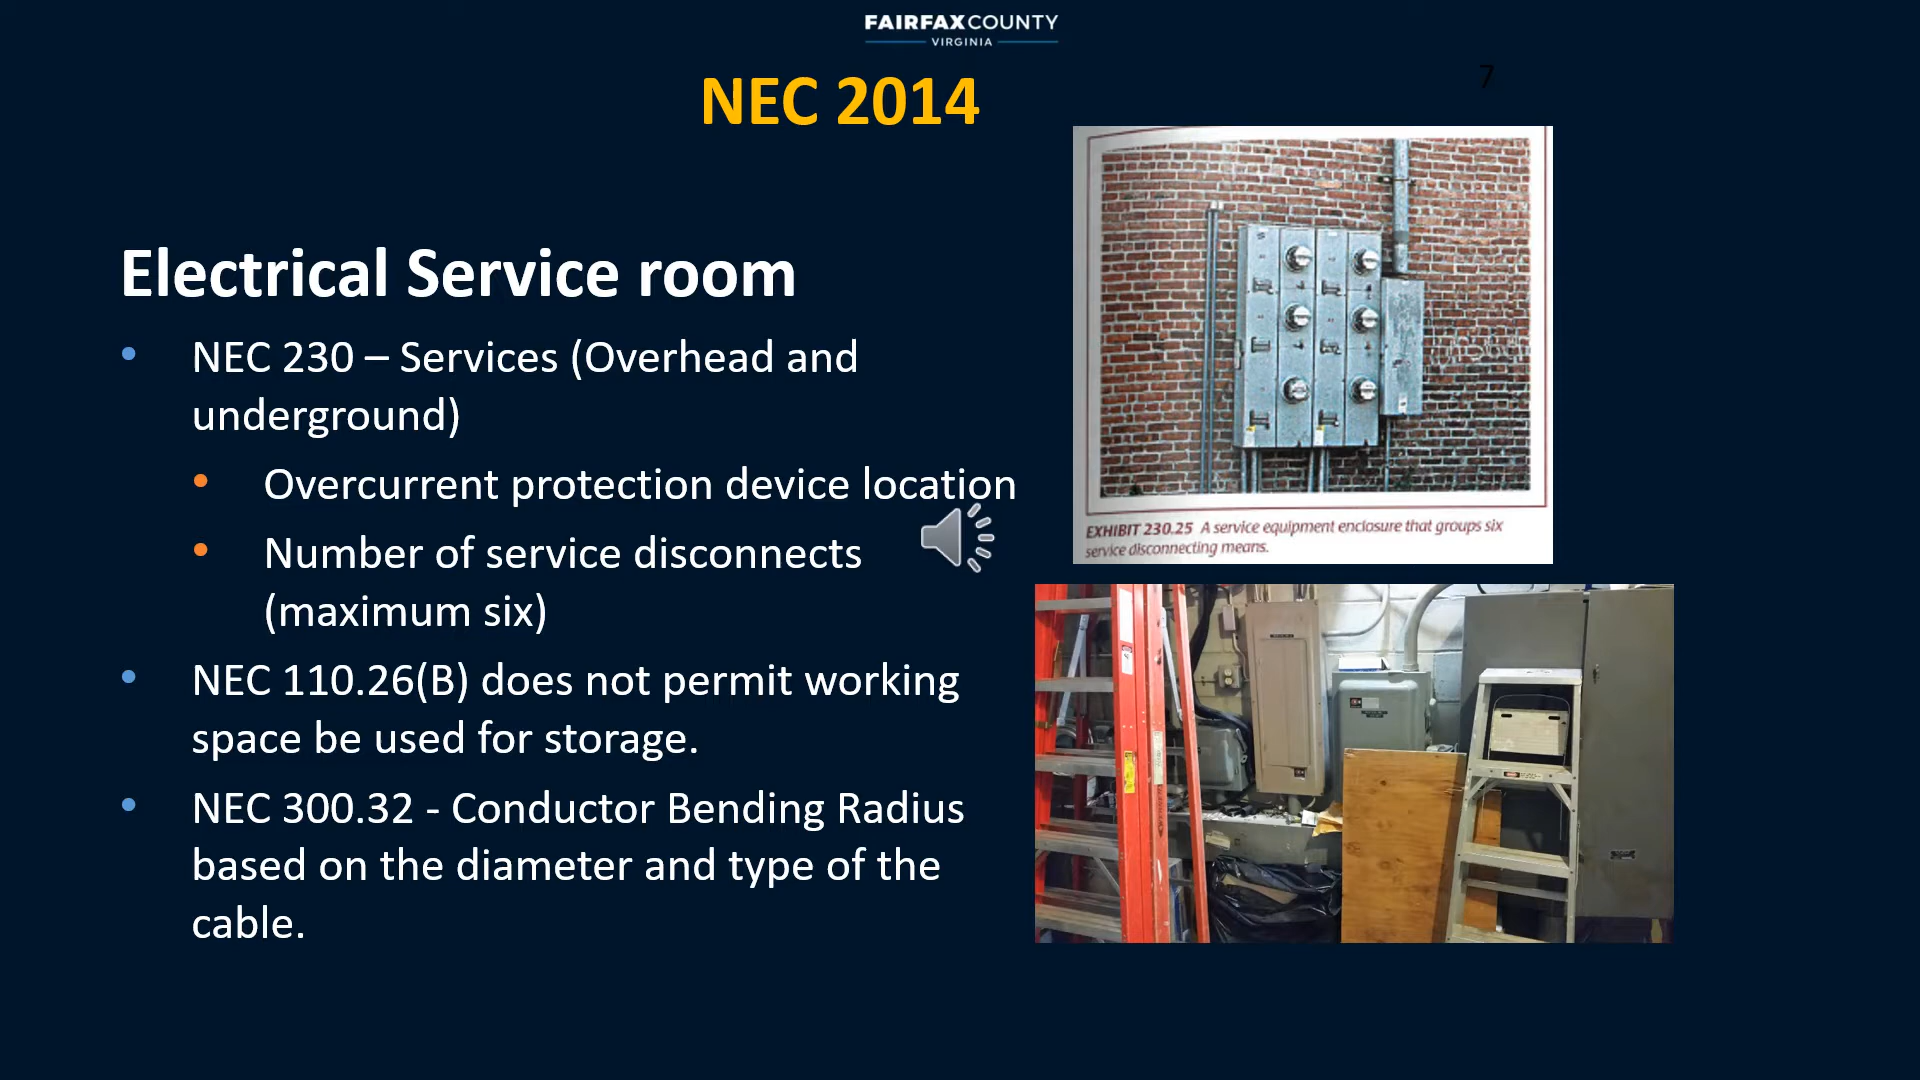 FAIRFAX COUNTY
VIRGINIA
7
NEC 2014
Electrical Service room
NEC 230 – Services (Overhead and
underground)
Overcurrent protection device location
Number of service disconnects
(maximum six)
NEC 110.26(B) does not permit working
space be used for storage.
NEC 300.32 - Conductor Bending Radius
based on the diameter and type of the
cable.
EXHIBIT 230.25 A service equipment enclosure that groups six
service disconnecting means.